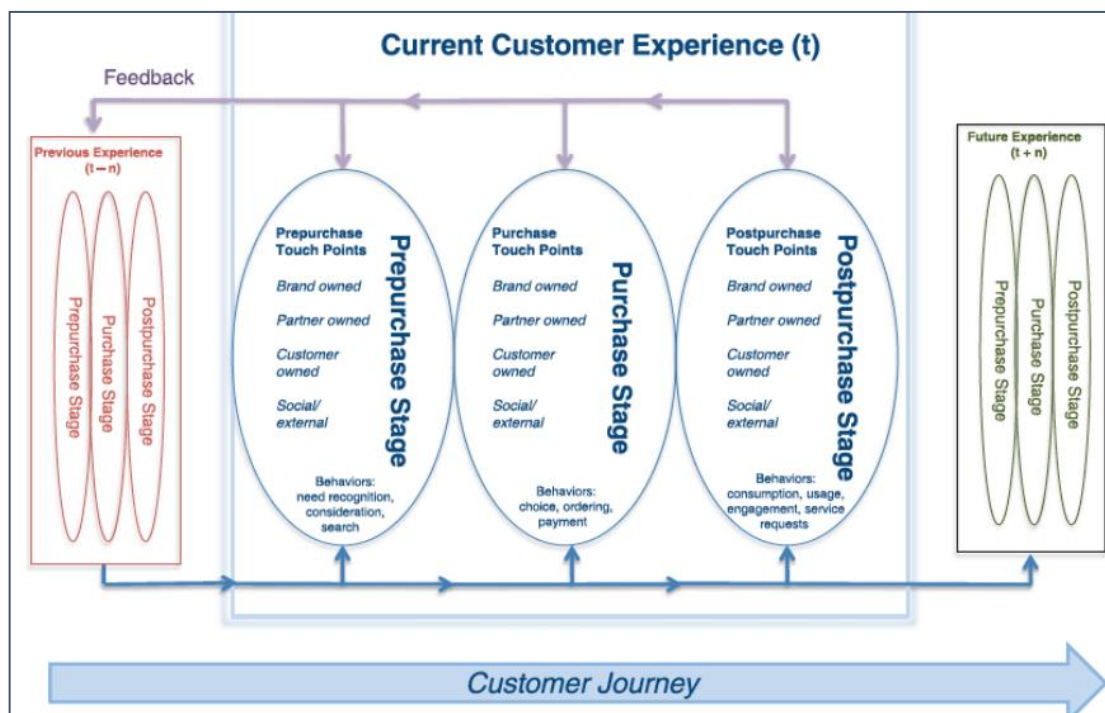 Current Customer Experience (t)
Feedback
Previous Experience
(t – n)
Prepurchase Stage
Purchase Stage
Postpurchase Stage
Prepurchase
Touch Points
Brand owned
Partner owned
Customer
owned
Social/
external
Prepurchase Stage
Behaviors:
need recognition,
consideration,
search
Purchase
Touch Points
Brand owned
Partner owned
Customer
owned
Social/
external
Purchase Stage
Behaviors:
choice, ordering,
payment
Postpurchase
Touch Points
Brand owned
Partner owned
Customer
owned
Social/
external
Postpurchase Stage
Behaviors:
consumption, usage,
engagement, service
requests
Future Experience
(t + n)
Prepurchase Stage
Purchase Stage
Postpurchase Stage
Customer Journey